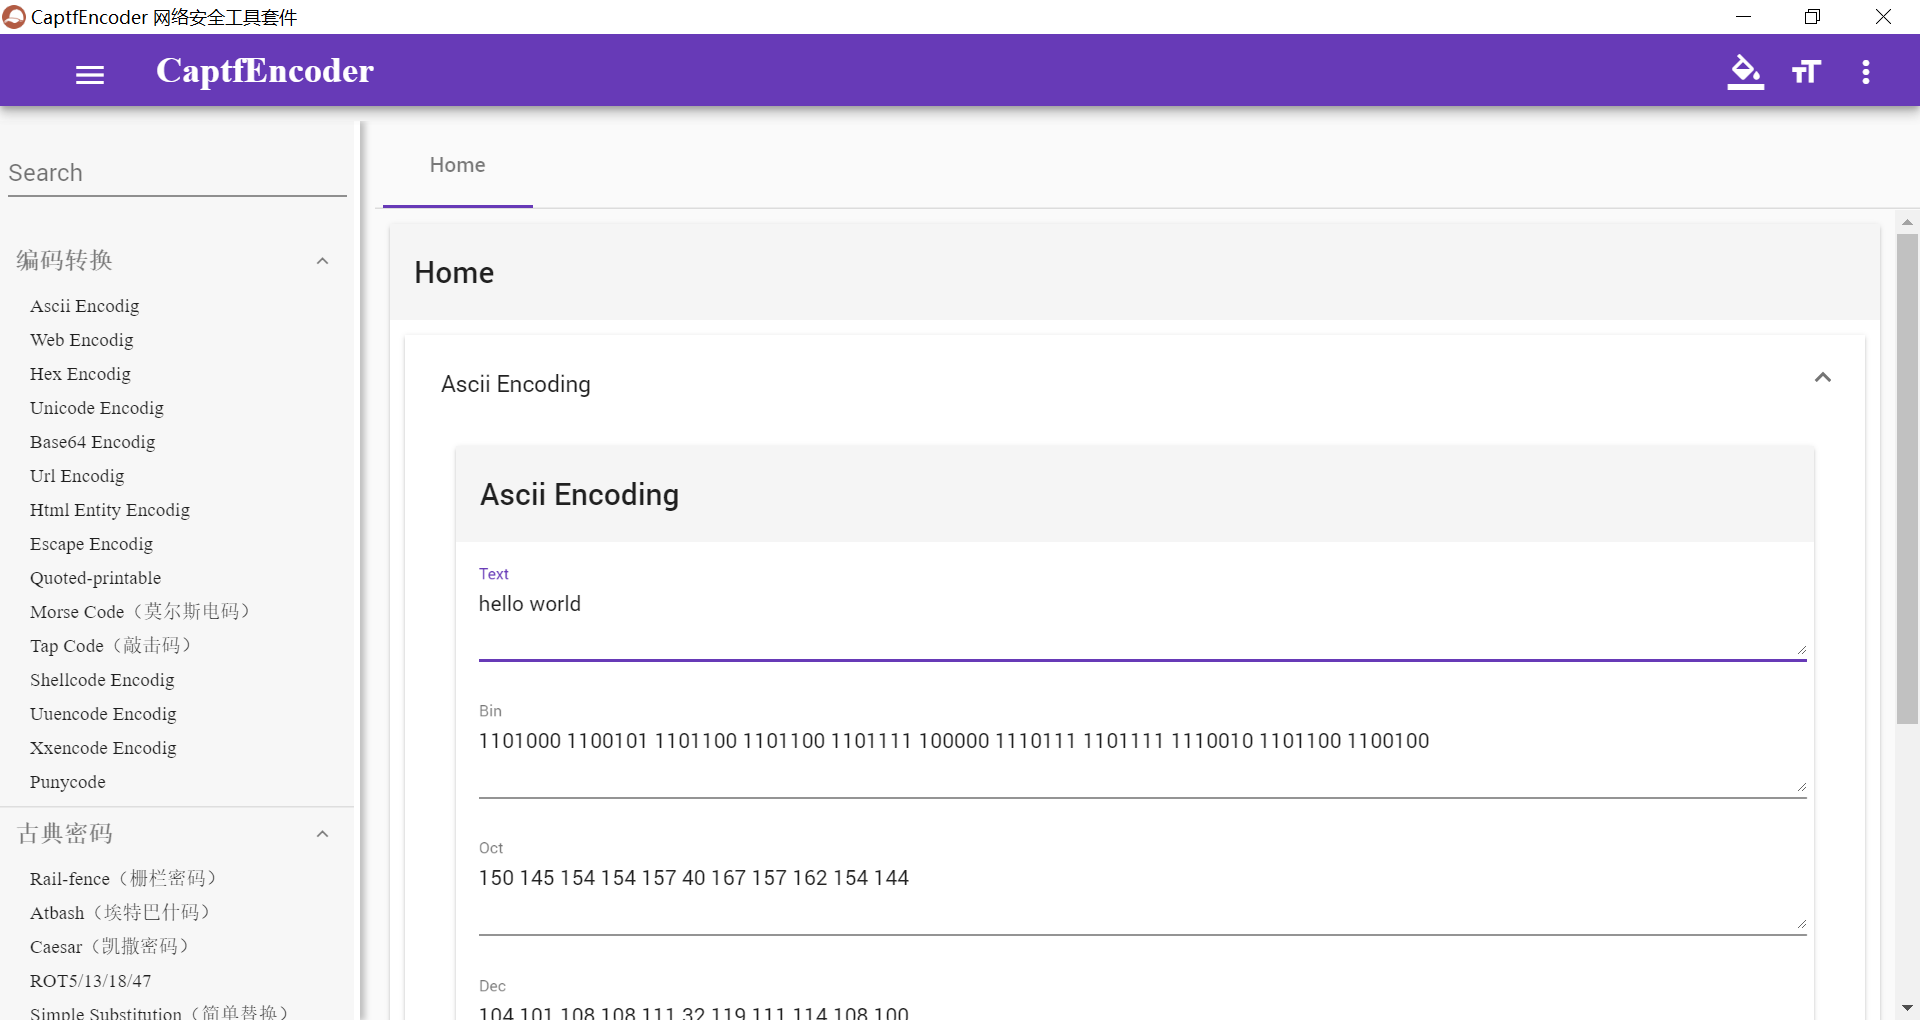 CaptfEncoder 网络安全工具套件
CaptfEncoder
Search
编码转换
Ascii Encodig
Web Encodig
Hex Encodig
Unicode Encodig
Base64 Encodig
Url Encodig
Html Entity Encodig
Escape Encodig
Quoted-printable
Morse Code（莫尔斯电码）
Tap Code（敲击码）
Shellcode Encodig
Uuencode Encodig
Xxencode Encodig
Punycode
古典密码
Rail-fence（栅栏密码）
Atbash（埃特巴什码）
Caesar（凯撒密码）
ROT5/13/18/47
Simple Substitution（简单替换）
Home
Home
Ascii Encoding
Ascii Encoding
Text
hello world
Bin
1101000 1100101 1101100 1101100 1101111 100000 1110111 1101111 1110010 1101100 1100100
Oct
150 145 154 154 157 40 167 157 162 154 144
Dec
104 101 108 108 111 32 119 111 114 108 100